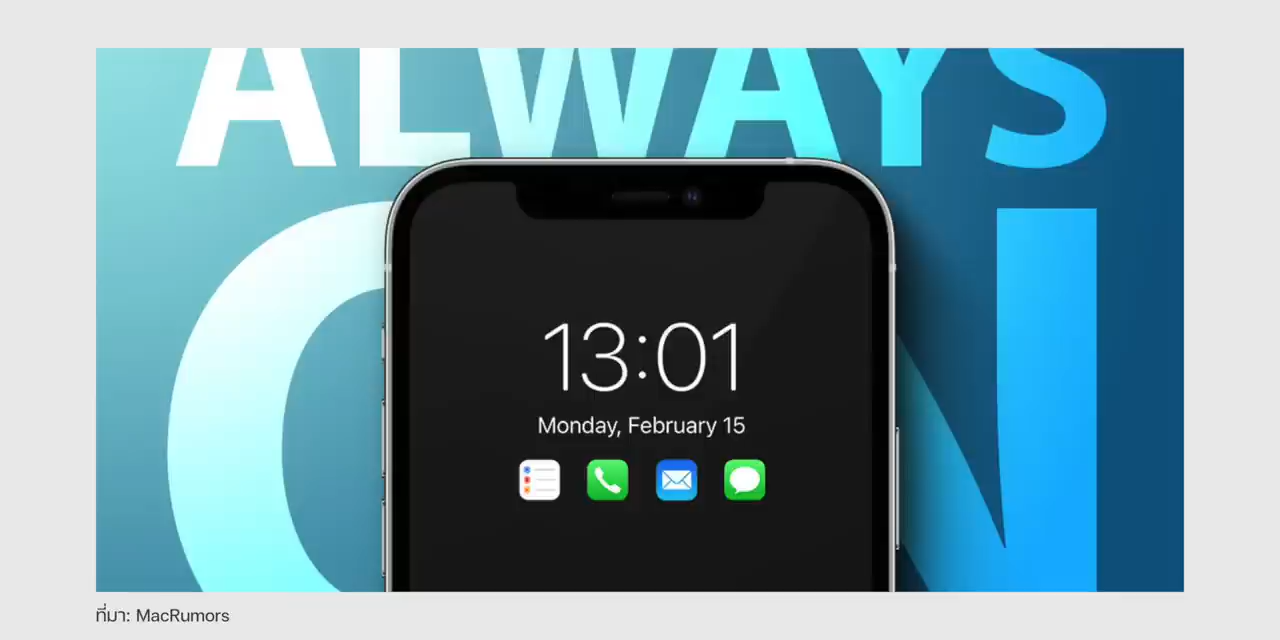 ALWAYS
ON
13:01
Monday, February 15
ที่มา: MacRumors